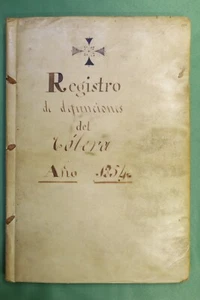 Registro
de defunciones
del
Cólera
Año 1854